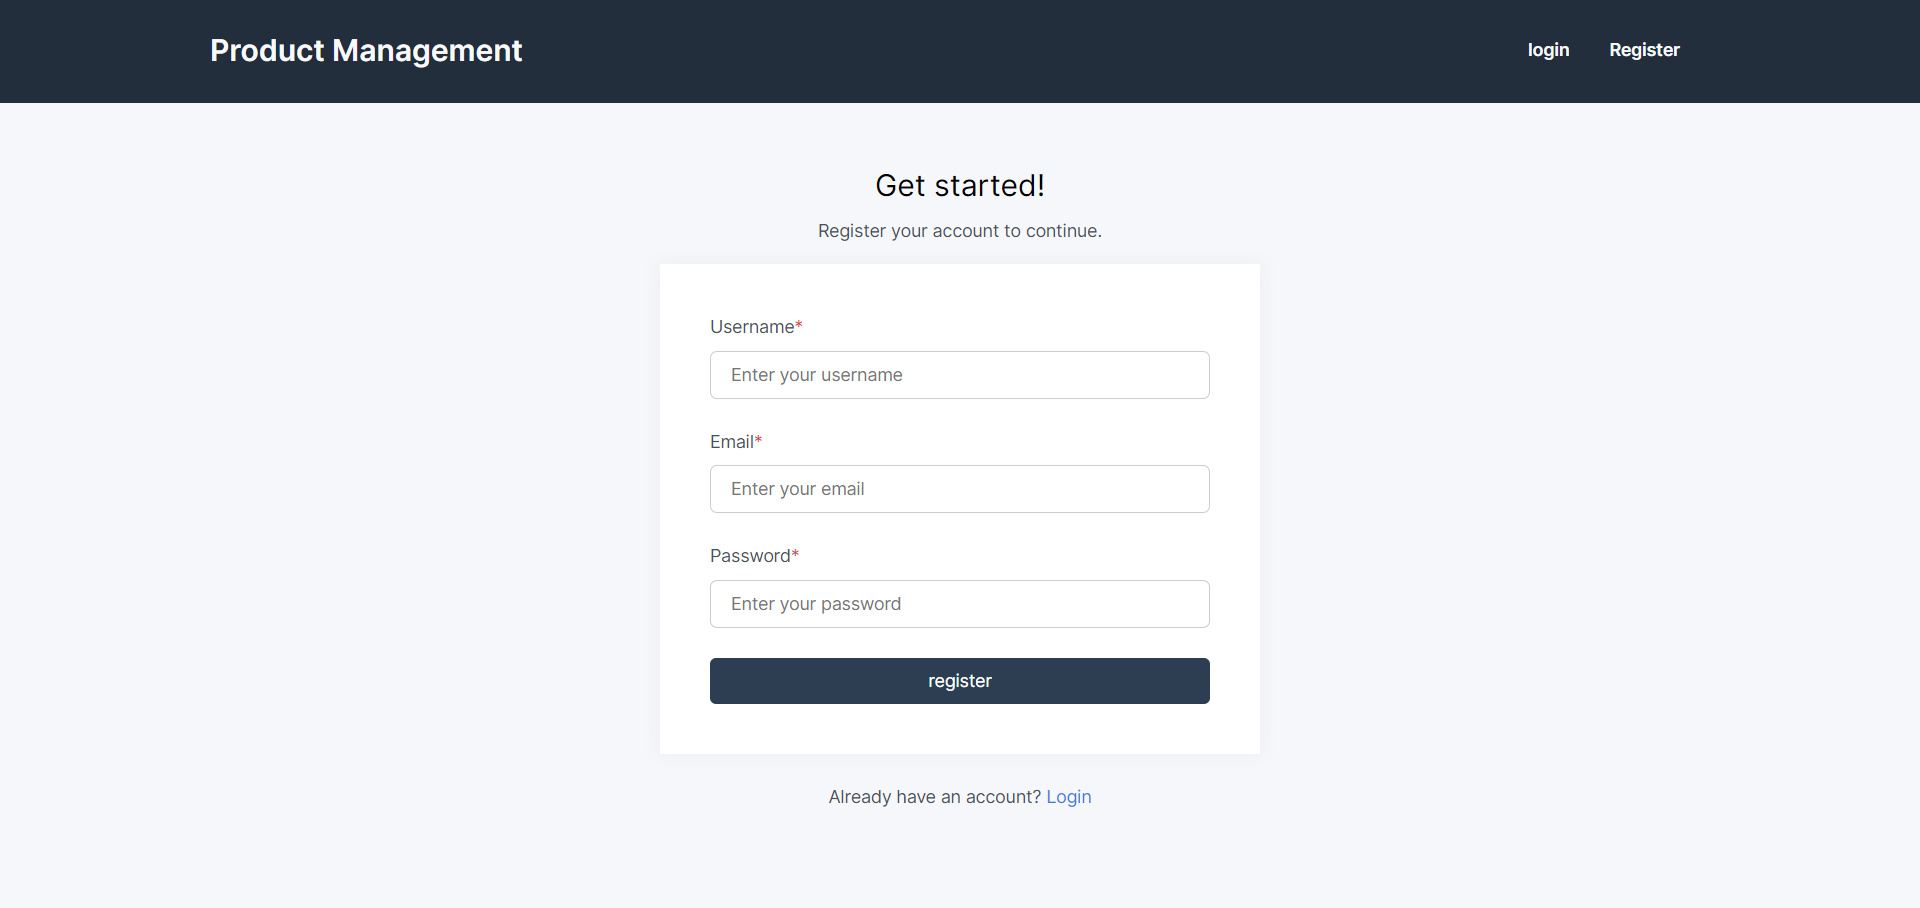 Product Management
login Register
Get started!
Register your account to continue.
Username*
Enter your username
Email*
Enter your email
Password*
Enter your password
register
Already have an account? Login